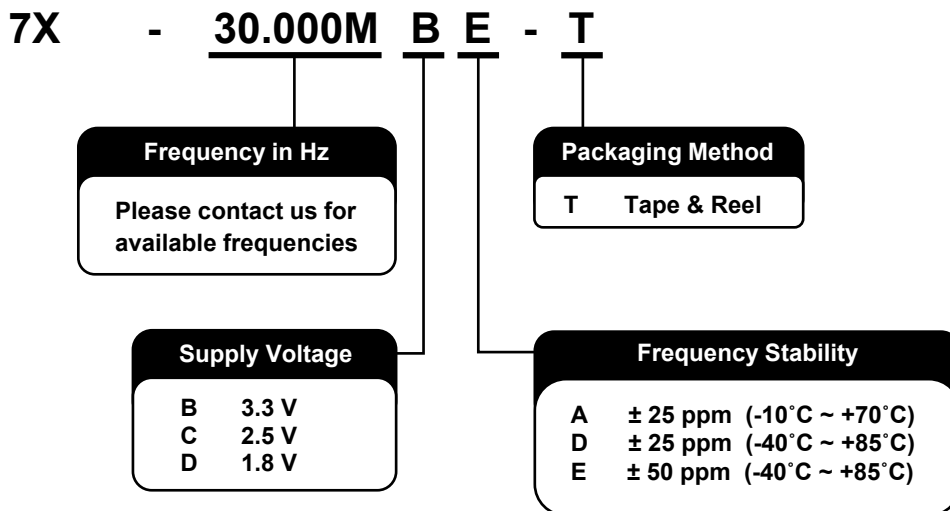 7X - 30.000M B E - T
Frequency in Hz
Please contact us for
available frequencies
Packaging Method
T Tape & Reel
Supply Voltage
B 3.3 V
C 2.5 V
D 1.8 V
Frequency Stability
A ± 25 ppm (-10˚C ~ +70˚C)
D ± 25 ppm (-40˚C ~ +85˚C)
E ± 50 ppm (-40˚C ~ +85˚C)